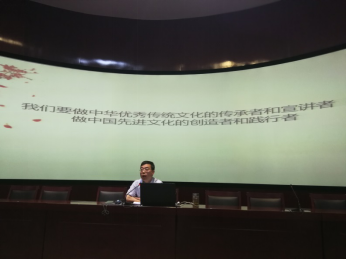 我们要做中华优秀传统文化的传承者和宣讲者
做中国先进文化的创造者和践行者